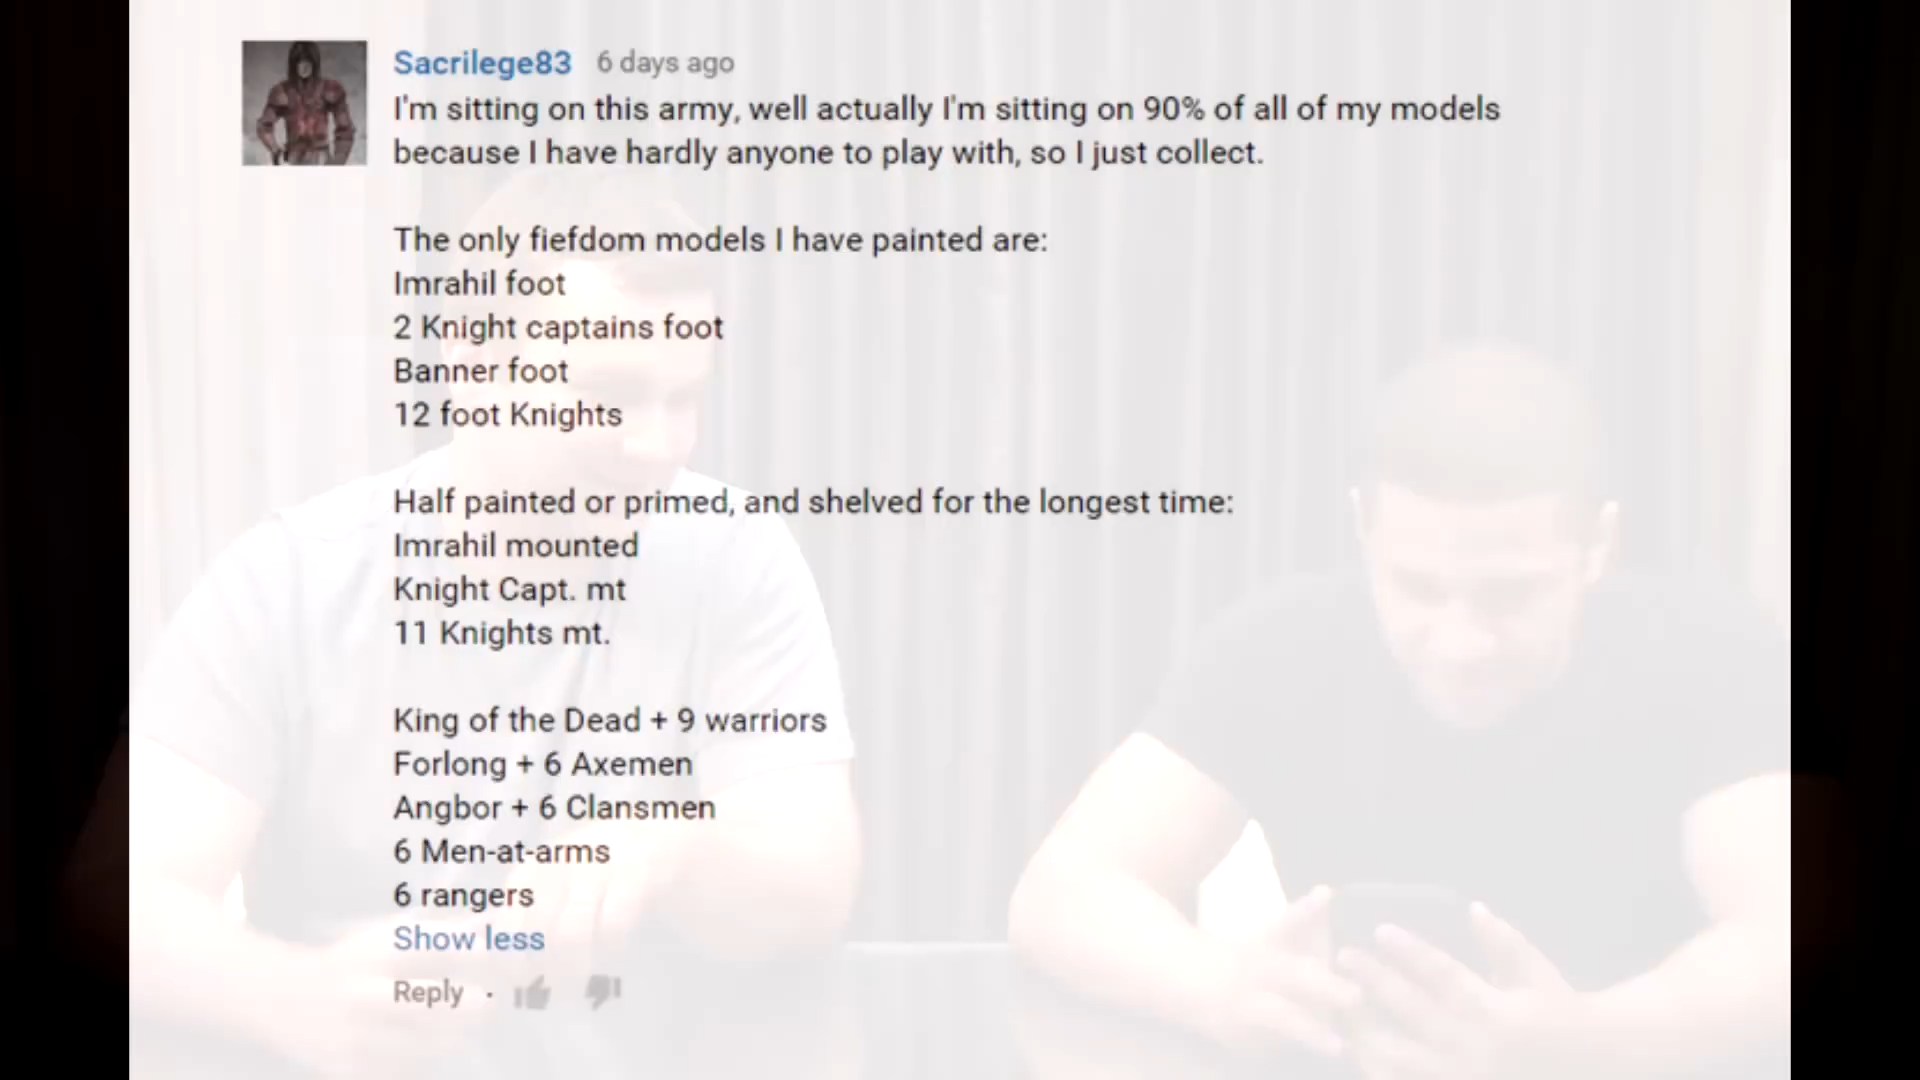 Sacrilege83 6 days ago
I'm sitting on this army, well actually I'm sitting on 90% of all of my models
because I have hardly anyone to play with, so I just collect.
The only fiefdom models I have painted are:
Imrahil foot
2 Knight captains foot
Banner foot
12 foot Knights
Half painted or primed, and shelved for the longest time:
Imrahil mounted
Knight Capt. mt
11 Knights mt.
King of the Dead + 9 warriors
Forlong + 6 Axemen
Angbor + 6 Clansmen
6 Men-at-arms
6 rangers
Show less
Reply ·